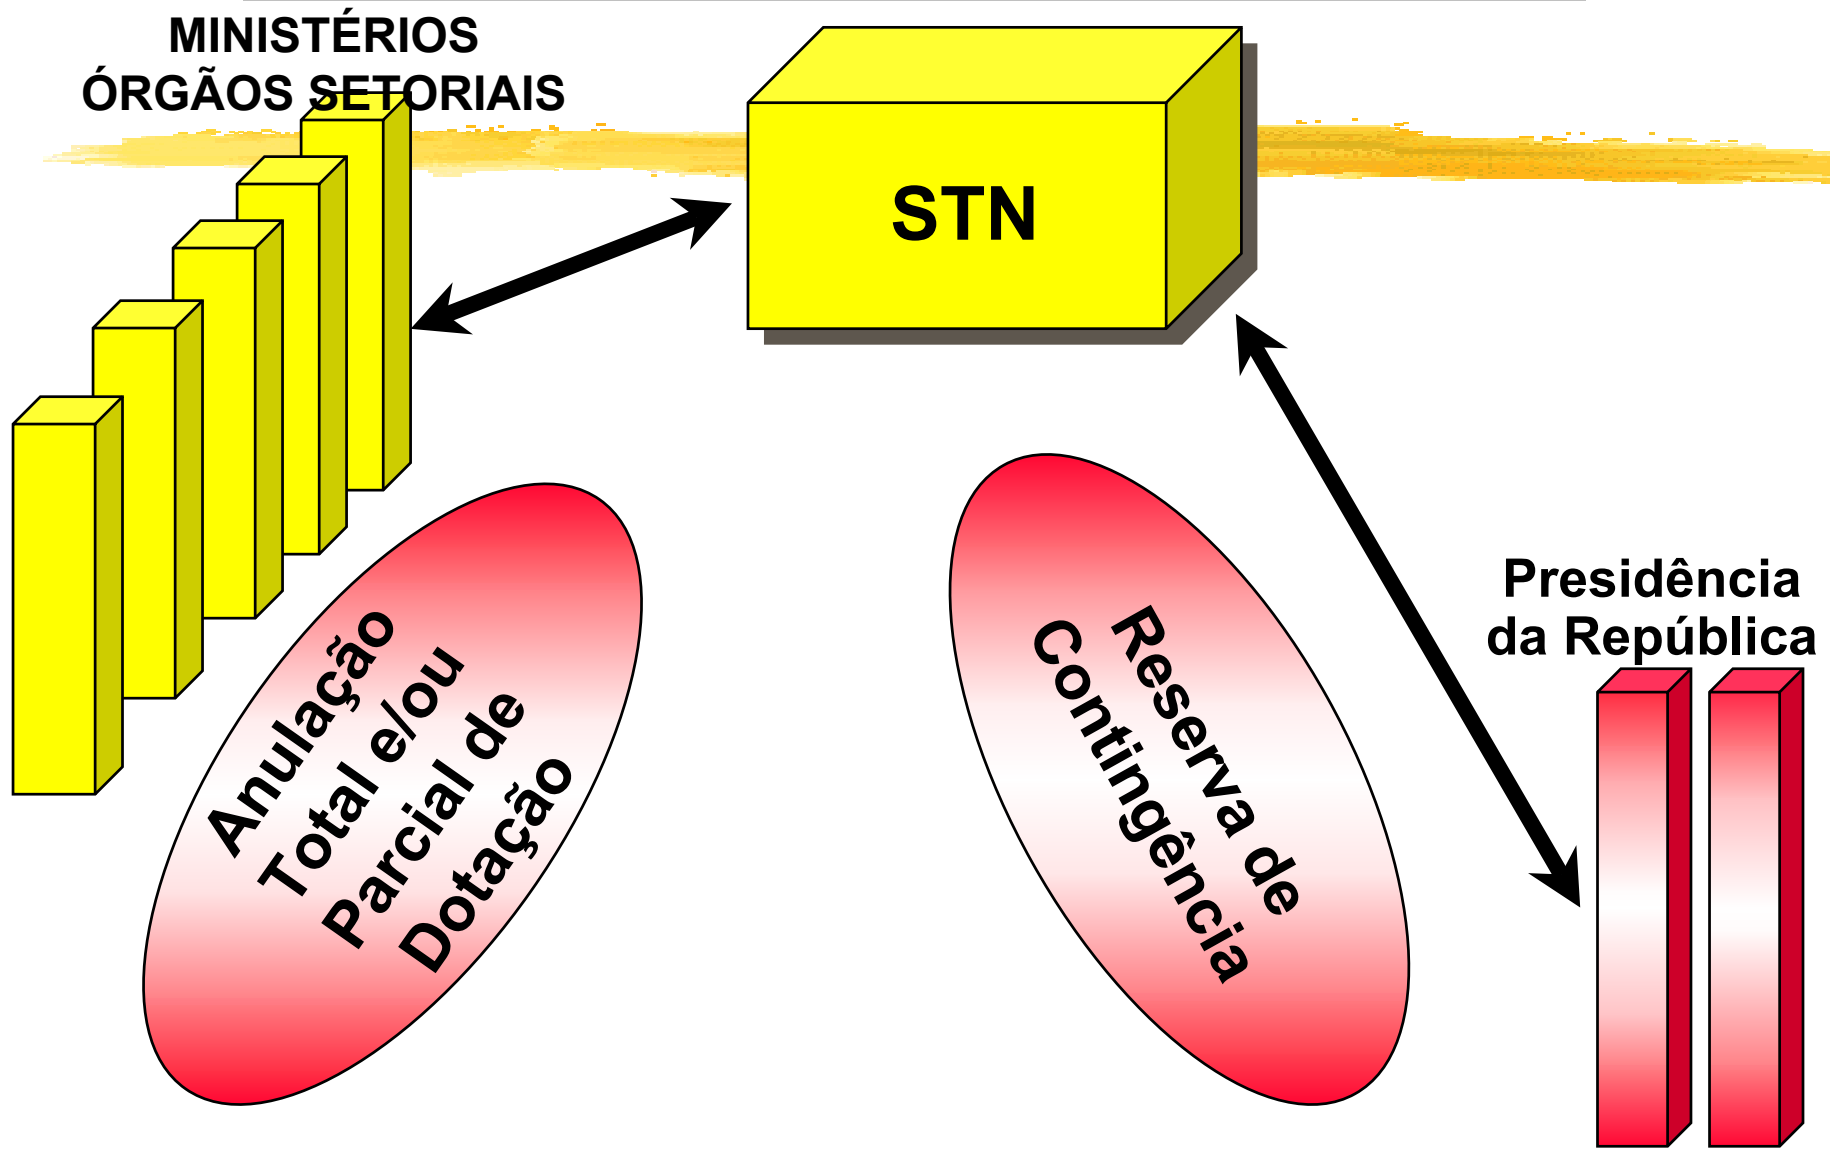 MINISTÉRIOS
ÓRGÃOS SETORIAIS
STN
Anulação
Total e/ou
Parcial de
Dotação
Reserva de
Contingência
Presidência
da República